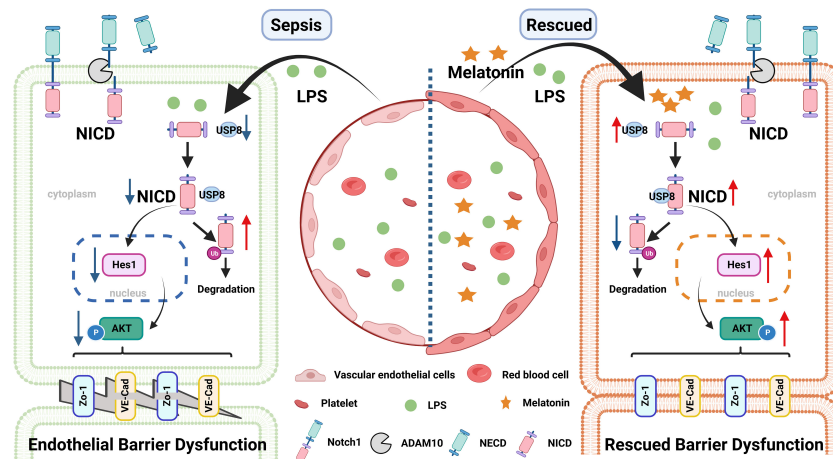 Sepsis
Rescued
Melatonin
LPS
LPS
NICD
USP8
cytoplasm
NICD
USP8
Ub
Hes1
nucleus
Degradation
P
AKT
Zo-1
VE-Cad
Zo-1
VE-Cad
Endothelial Barrier Dysfunction
NICD
USP8
cytoplasm
USP8
NICD
Ub
Hes1
nucleus
Degradation
AKT
P
Zo-1
VE-Cad
Zo-1
VE-Cad
Rescued Barrier Dysfunction
Vascular endothelial cells
Red blood cell
Platelet
LPS
Melatonin
Notch1
ADAM10
NECD
NICD